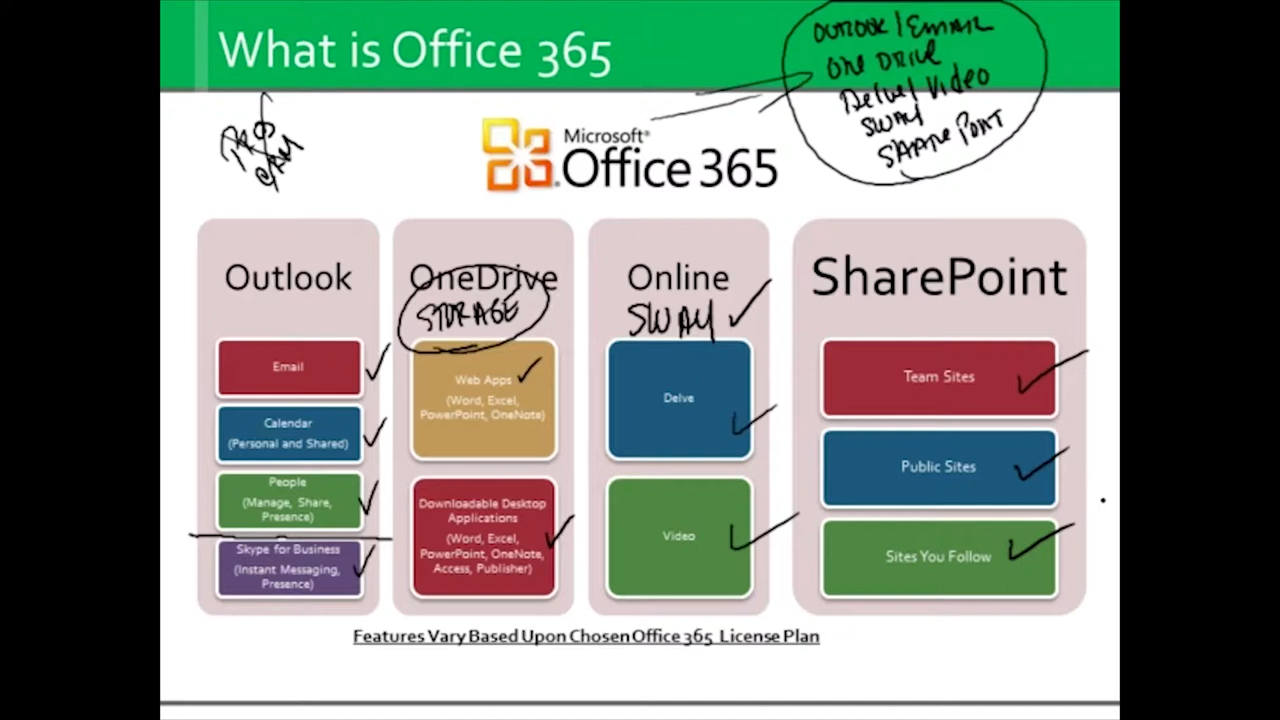 What is Office 365
OUTLOOK / EMAIL
ONE DRIVE
Delve / Video
SWAY
SHARE POINT
Microsoft®
Office 365
Outlook
Email
Calendar
(Personal and Shared)
People
(Manage, Share,
Presence)
Skype for Business
(Instant Messaging,
Presence)
OneDrive
STORAGE
Web Apps
(Word, Excel,
PowerPoint, OneNote)
Downloadable Desktop
Applications
(Word, Excel,
PowerPoint, OneNote,
Access, Publisher)
Online
SWAY
Delve
Video
SharePoint
Team Sites
Public Sites
Sites You Follow
Features Vary Based Upon Chosen Office 365 License Plan